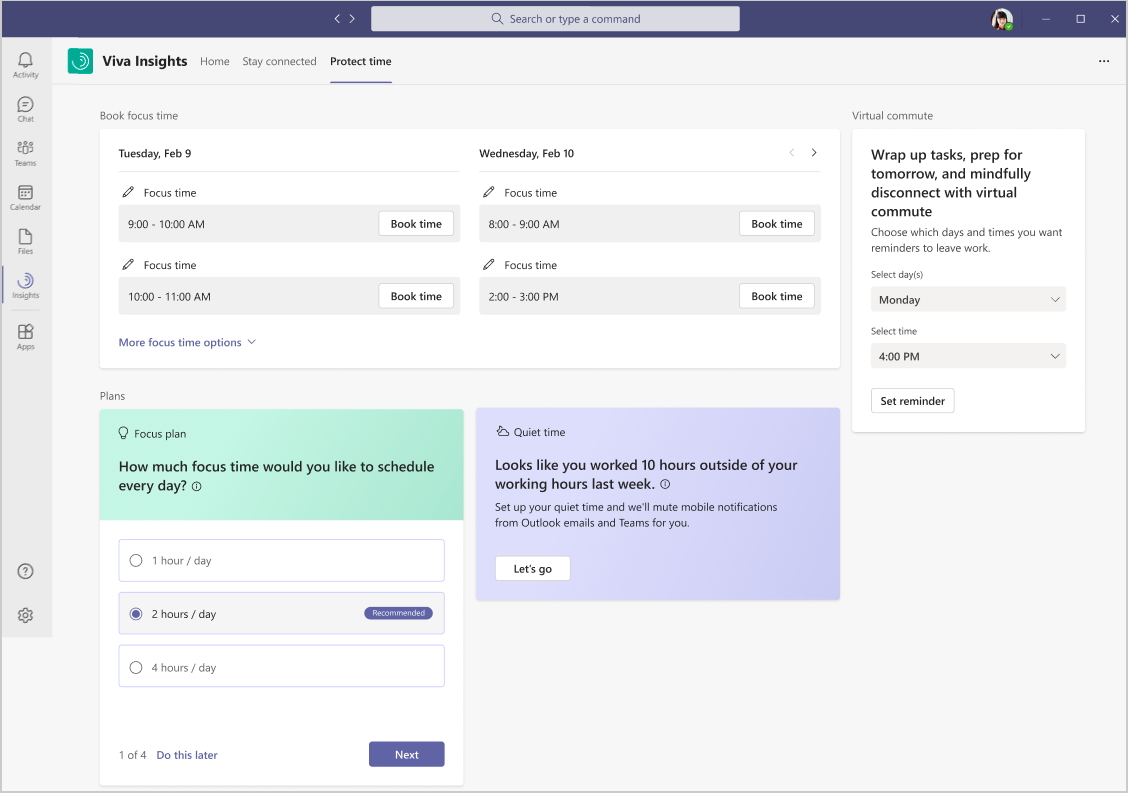 Search or type a command
Activity
Chat
Teams
Calendar
Files
Insights
Apps
Viva Insights Home Stay connected Protect time
Book focus time
Tuesday, Feb 9
Focus time
9:00 - 10:00 AM Book time
Focus time
10:00 - 11:00 AM Book time
Wednesday, Feb 10
Focus time
8:00 - 9:00 AM Book time
Focus time
2:00 - 3:00 PM Book time
More focus time options
Virtual commute
Wrap up tasks, prep for
tomorrow, and mindfully
disconnect with virtual
commute
Choose which days and times you want
reminders to leave work.
Select day(s)
Monday
Select time
4:00 PM
Set reminder
Plans
Focus plan
How much focus time would you like to schedule
every day?
1 hour / day
2 hours / day Recommended
4 hours / day
1 of 4 Do this later Next
Quiet time
Looks like you worked 10 hours outside of your
working hours last week.
Set up your quiet time and we'll mute mobile notifications
from Outlook emails and Teams for you.
Let's go